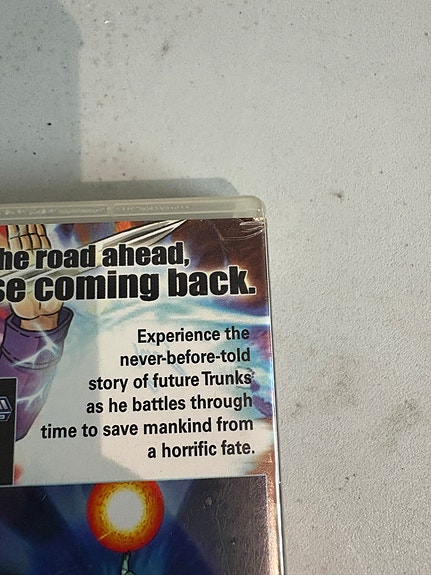 he road ahead,
se coming back.
Experience the
never-before-told
story of future Trunks
as he battles through
time to save mankind from
a horrific fate.